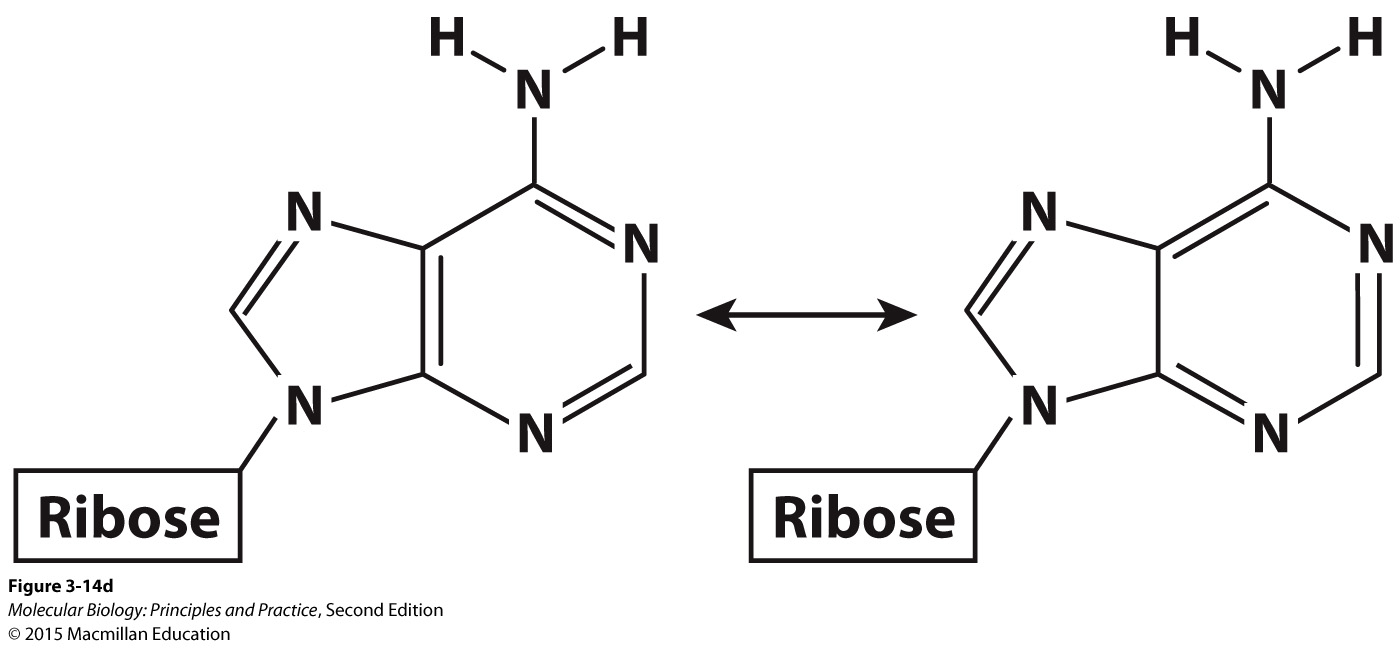 H H H H
N N
N N
N N
N N
N N
Ribose Ribose
Figure 3-14d
Molecular Biology: Principles and Practice, Second Edition
© 2015 Macmillan Education